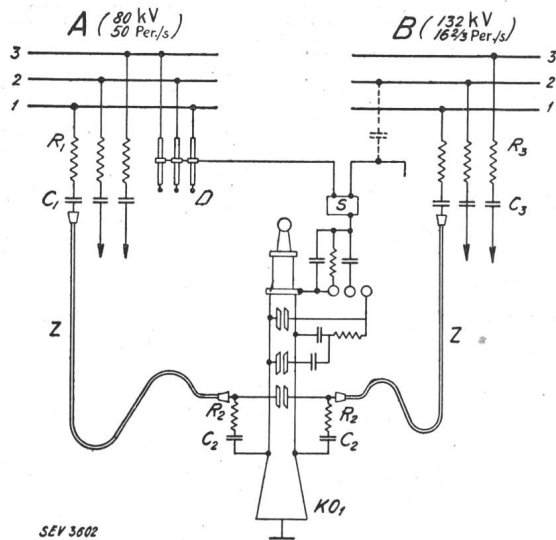 A (80 kV 50 Per./s)
B (132 kV 16 2/3 Per./s)
3
2
1
3
2
1
R1
R3
C1
D
S
C3
Z
Z
R2
R2
C2
C2
KO1
SEV 3602